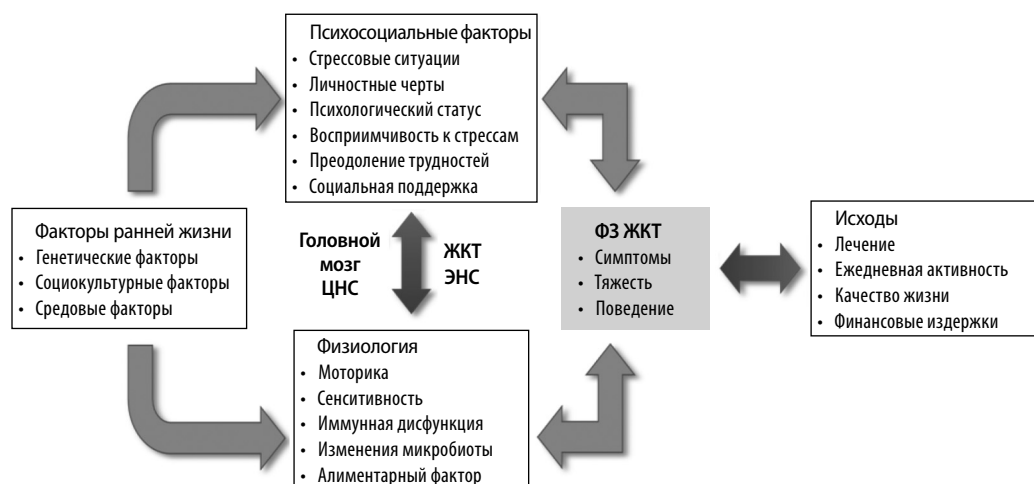 Психосоциальные факторы
• Стрессовые ситуации
• Личностные черты
• Психологический статус
• Восприимчивость к стрессам
• Преодоление трудностей
• Социальная поддержка
Факторы ранней жизни
• Генетические факторы
• Социокультурные факторы
• Средовые факторы
Головной
мозг
ЦНС
ЖКТ
ЭНС
ФЗ ЖКТ
• Симптомы
• Тяжесть
• Поведение
Исходы
• Лечение
• Ежедневная активность
• Качество жизни
• Финансовые издержки
Физиология
• Моторика
• Сенситивность
• Иммунная дисфункция
• Изменения микробиоты
• Алиментарный фактор